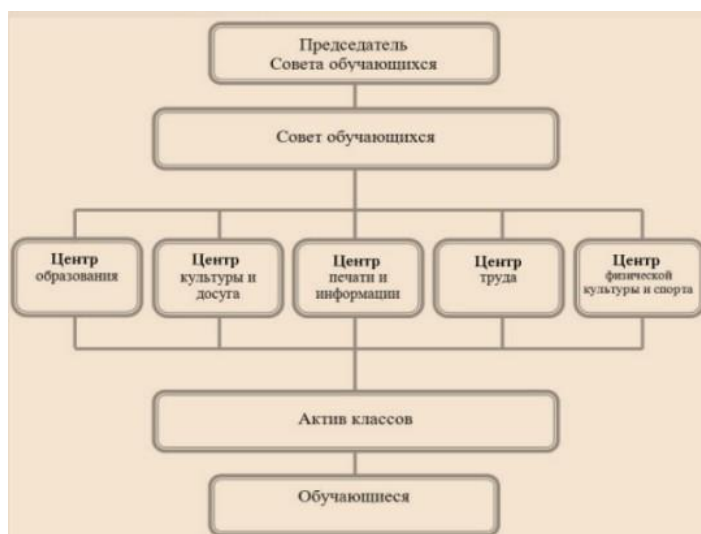 Председатель
Совета обучающихся
Совет обучающихся
Центр
образования
Центр
культуры и
досуга
Центр
печати и
информации
Центр
труда
Центр
физической
культуры и спорта
Актив классов
Обучающиеся